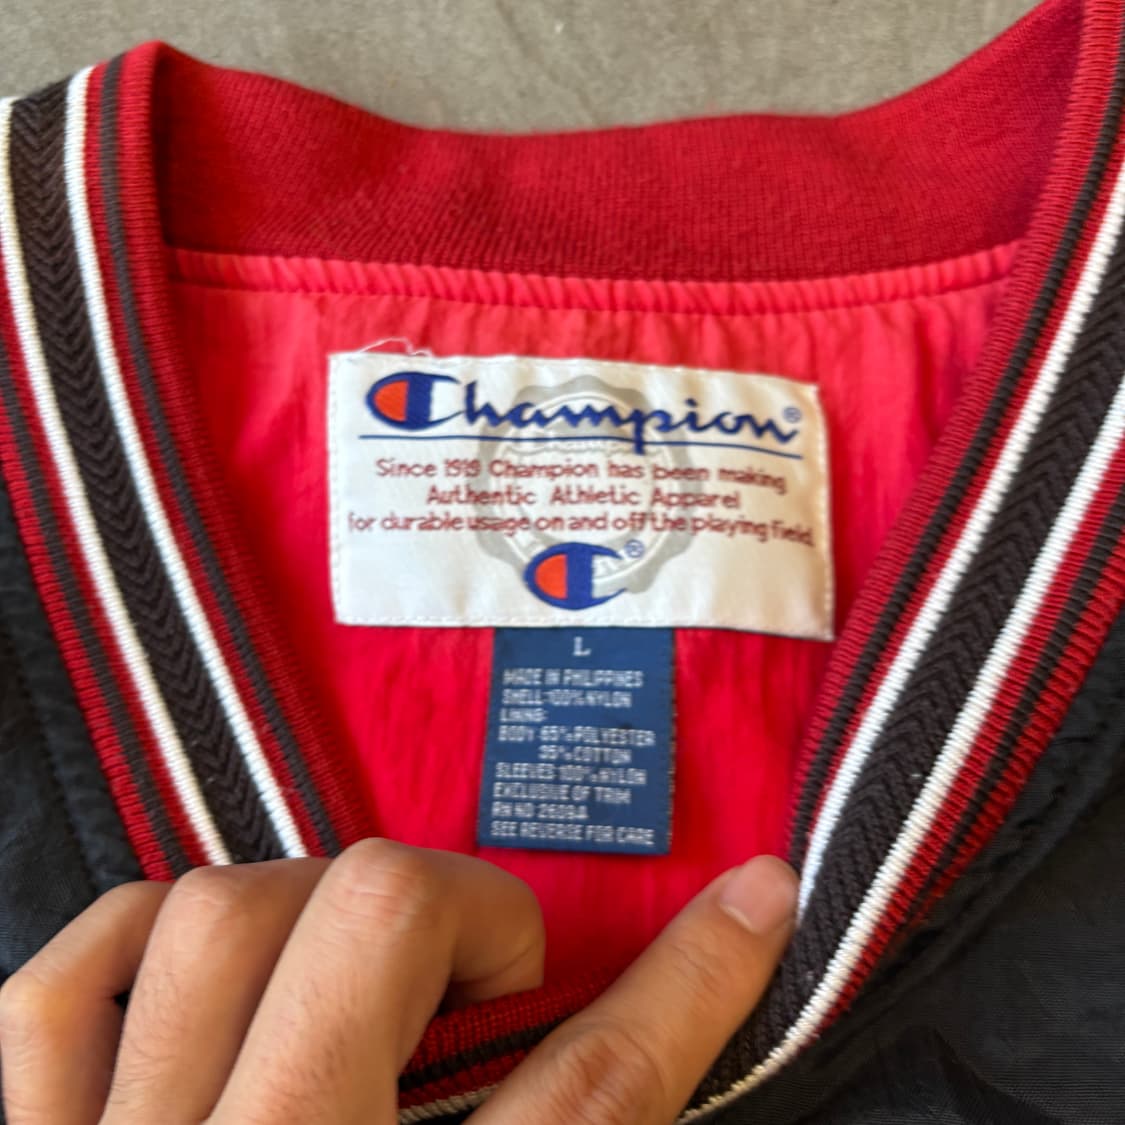 Champion®
Since 1919 Champion has been making
Authentic Athletic Apparel
for durable usage on and off the playing field.
C®
L
MADE IN PHILIPPINES
SHELL-100% NYLON
LINING-
BODY 65% POLYESTER
35% COTTON
SLEEVES 100% NYLON
EXCLUSIVE OF TRIM
RN NO 26094
SEE REVERSE FOR CARE